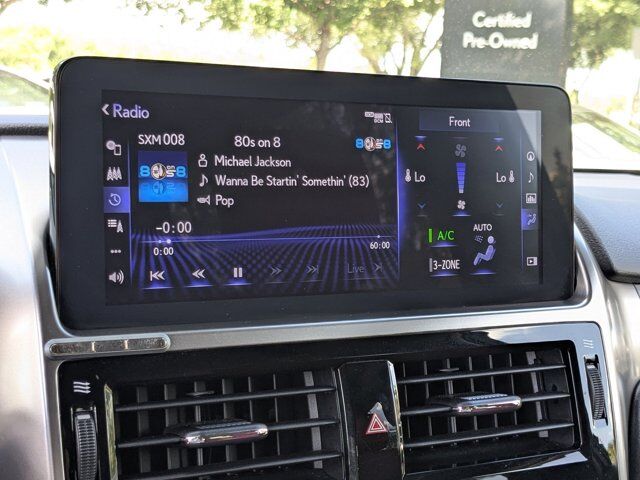 Certified
Pre-Owned
Radio
Front
SXM 008
80s on 8
Michael Jackson
Wanna Be Startin' Somethin' (83)
Pop
Lo
Lo
-0:00
0:00
60:00
Live
A/C
AUTO
3-ZONE